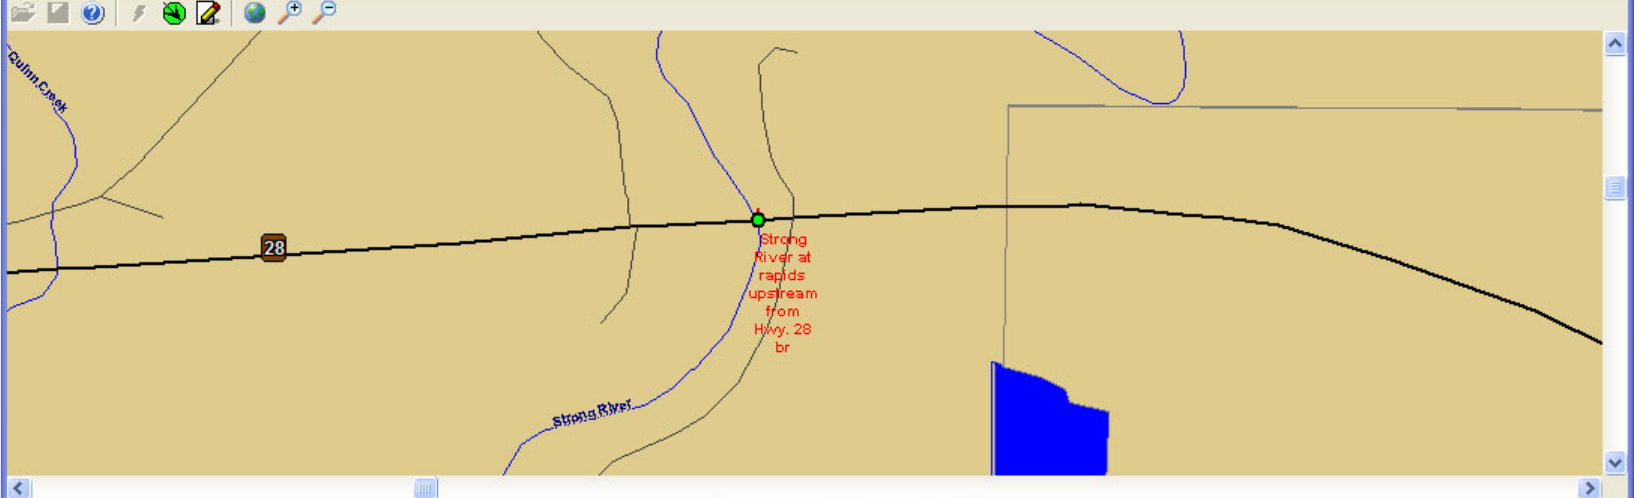 Quinn Creek
28
Strong
River at
rapids
upstream
from
Hwy. 28
br
Strong River